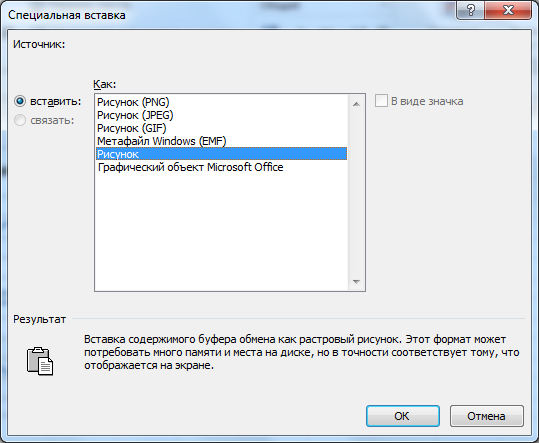 Специальная вставка
Источник:
Как:
вставить:
связать:
Рисунок (PNG)
Рисунок (JPEG)
Рисунок (GIF)
Метафайл Windows (EMF)
Рисунок
Графический объект Microsoft Office
В виде значка
Результат
Вставка содержимого буфера обмена как растровый рисунок. Этот формат может
потребовать много памяти и места на диске, но в точности соответствует тому, что
отображается на экране.
ОК
Отмена